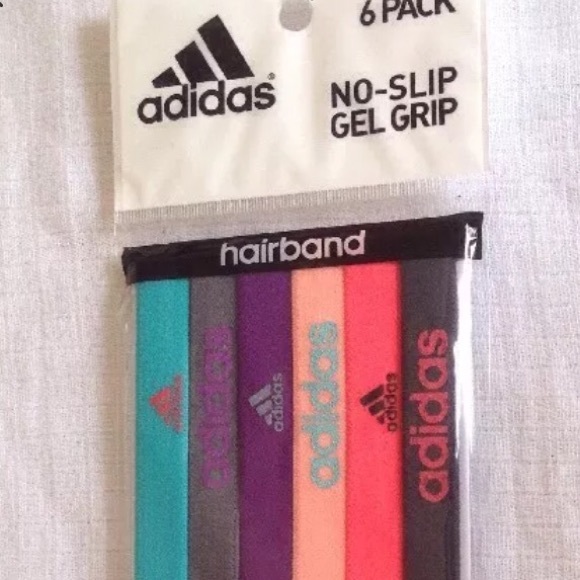 6 PACK
adidas®
NO-SLIP
GEL GRIP
hairband
adidas
adidas
adidas
adidas
adidas